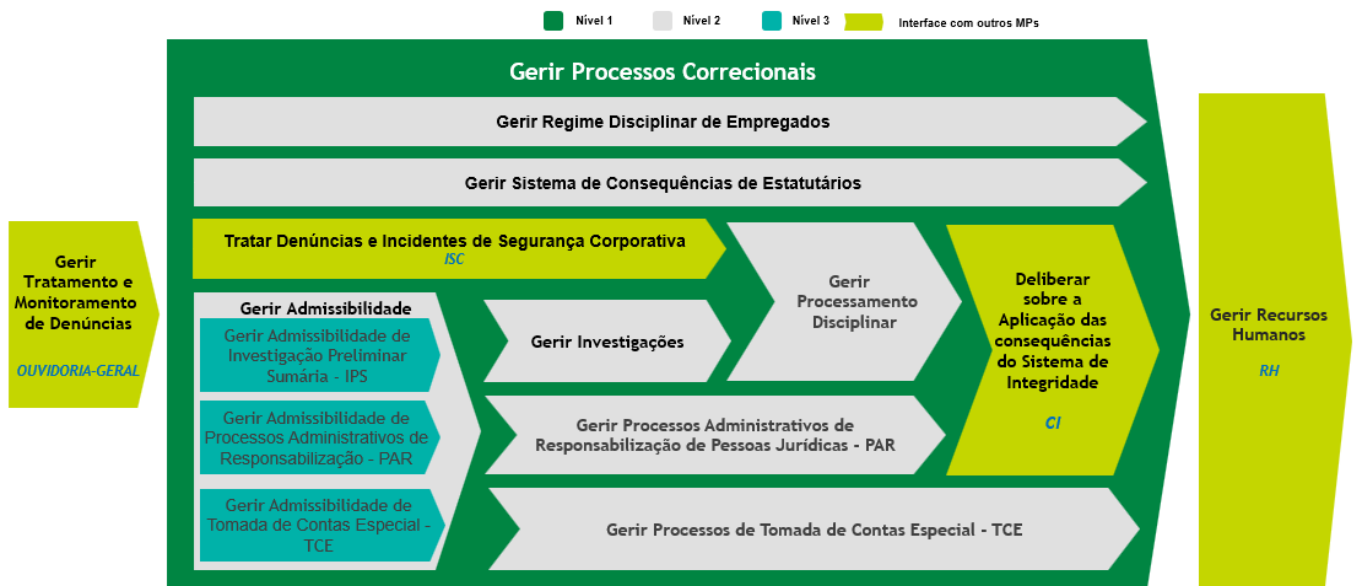 Nível 1
Nível 2
Nível 3
Interface com outros MPs
Gerir Processos Correcionais
Gerir Regime Disciplinar de Empregados
Gerir Sistema de Consequências de Estatutários
Gerir
Tratamento e
Monitoramento
de Denúncias
OUVIDORIA-GERAL
Tratar Denúncias e Incidentes de Segurança Corporativa
ISC
Gerir Admissibilidade
Gerir Admissibilidade de
Investigação Preliminar
Sumária - IPS
Gerir Admissibilidade de
Processos Administrativos de
Responsabilização - PAR
Gerir Admissibilidade de
Tomada de Contas Especial -
TCE
Gerir Investigações
Gerir
Processamento
Disciplinar
Gerir Processos Administrativos de
Responsabilização de Pessoas Jurídicas - PAR
Gerir Processos de Tomada de Contas Especial - TCE
Deliberar
sobre a
Aplicação das
consequências
do Sistema de
Integridade
CI
Gerir Recursos
Humanos
RH